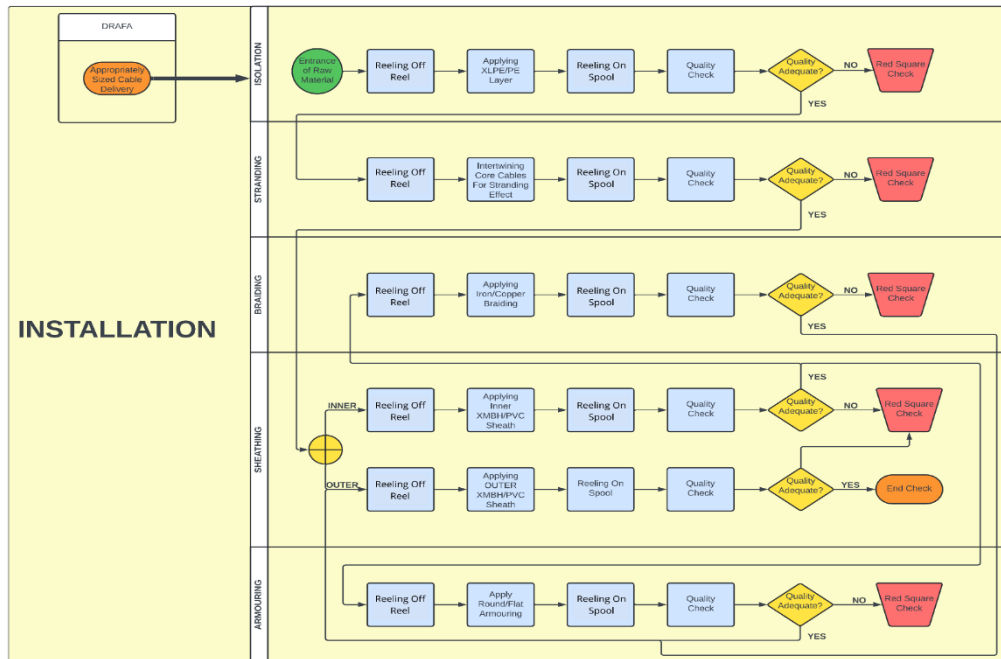 DRAFA
Appropriately
Sized Cable
Delivery
INSTALLATION
ISOLATION
Entrance
of Raw
Material
Reeling Off
Reel
Applying
XLPE/PE
Layer
Reeling On
Spool
Quality
Check
Quality
Adequate?
NO
Red Square
Check
YES
STRANDING
Reeling Off
Reel
Intertwining
Core Cables
For Stranding
Effect
Reeling On
Spool
Quality
Check
Quality
Adequate?
NO
Red Square
Check
YES
BRAIDING
Reeling Off
Reel
Applying
Iron/Copper
Braiding
Reeling On
Spool
Quality
Check
Quality
Adequate?
NO
Red Square
Check
YES
SHEATHING
INNER
Reeling Off
Reel
Applying
Inner
XMBH/PVC
Sheath
Reeling On
Spool
Quality
Check
YES
Quality
Adequate?
NO
Red Square
Check
OUTER
Reeling Off
Reel
Applying
OUTER
XMBH/PVC
Sheath
Reeling On
Spool
Quality
Check
Quality
Adequate?
YES
End Check
ARMOURING
Reeling Off
Reel
Apply
Round/Flat
Armouring
Reeling On
Spool
Quality
Check
Quality
Adequate?
NO
Red Square
Check
YES